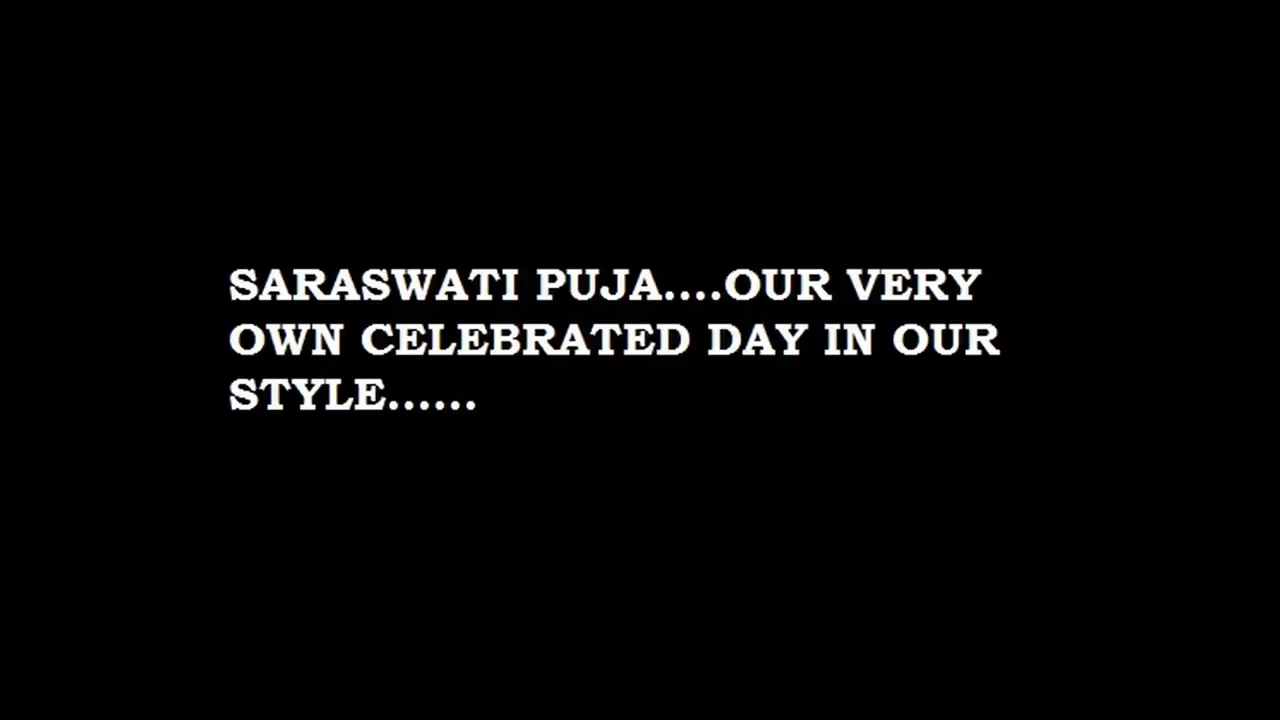 SARASWATI PUJA....OUR VERY
OWN CELEBRATED DAY IN OUR
STYLE......